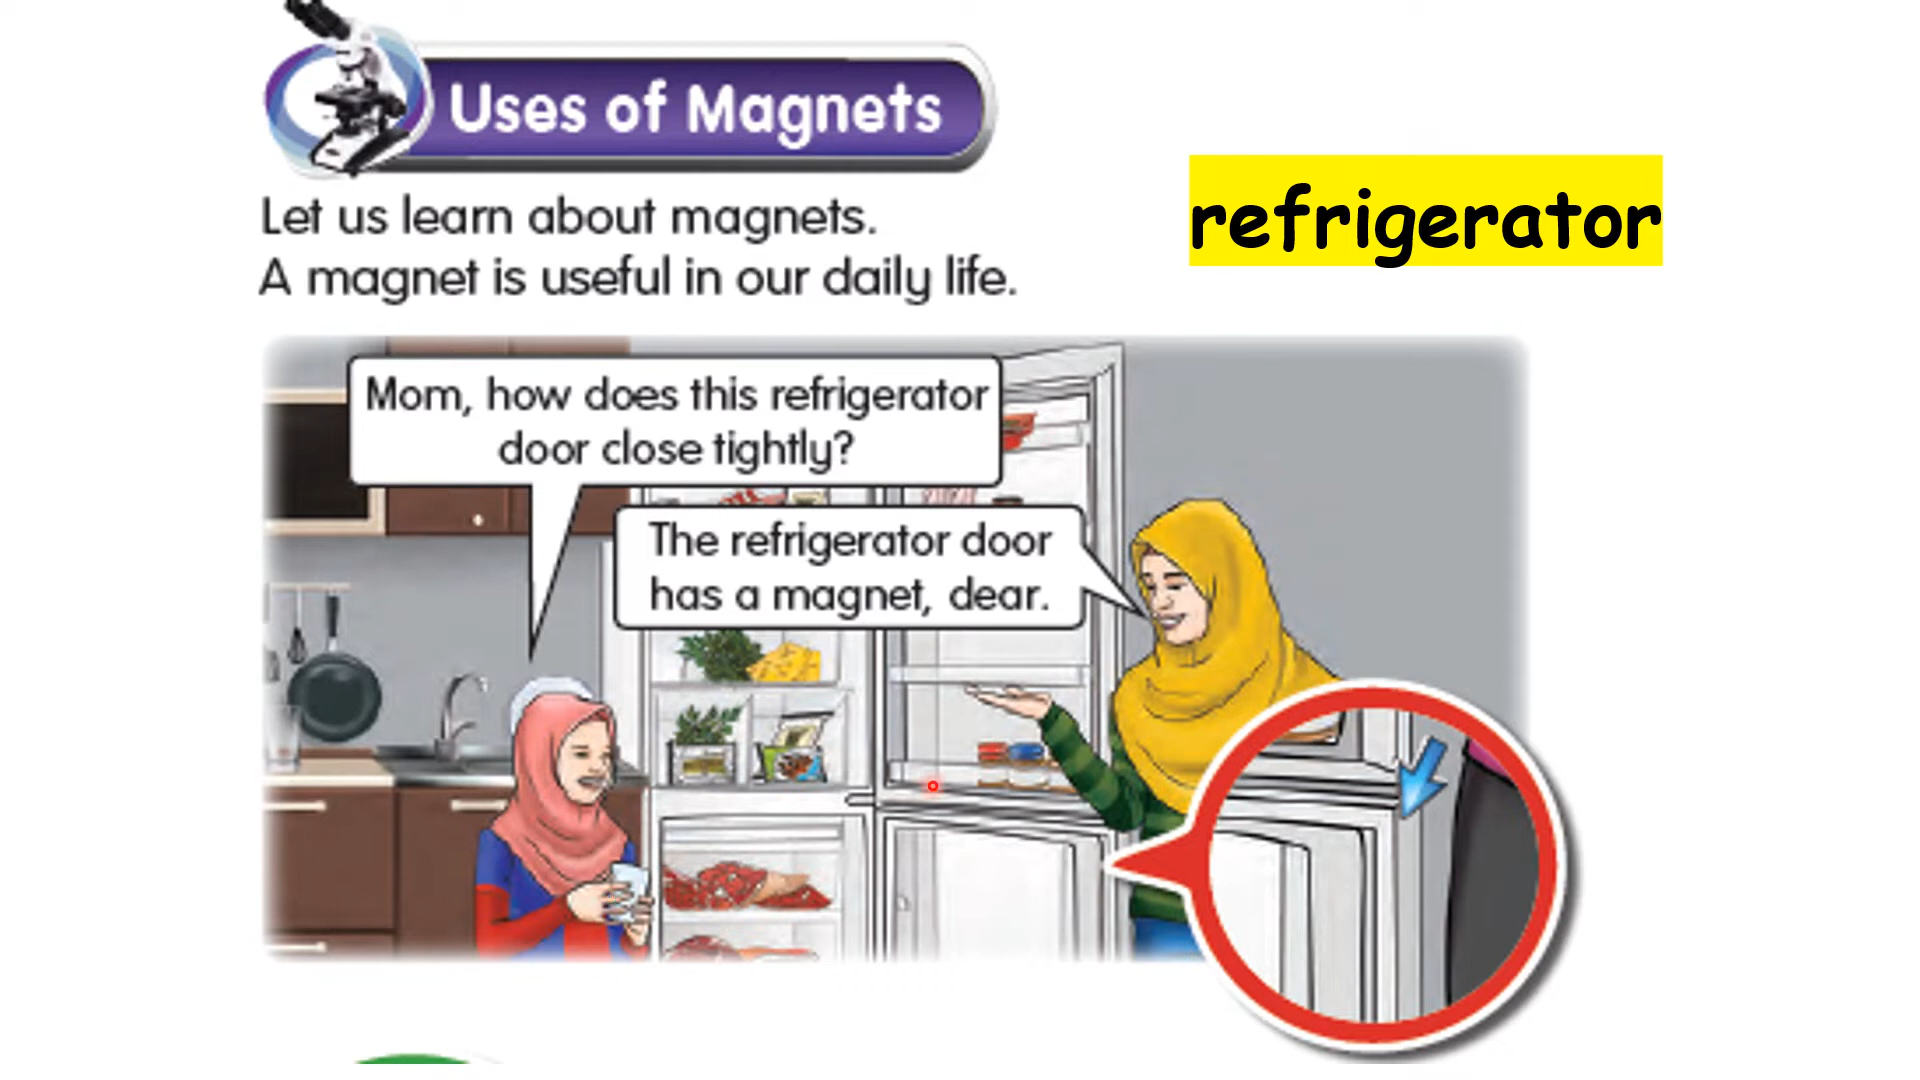 Uses of Magnets
Let us learn about magnets.
A magnet is useful in our daily life.
refrigerator
Mom, how does this refrigerator
door close tightly?
The refrigerator door
has a magnet, dear.